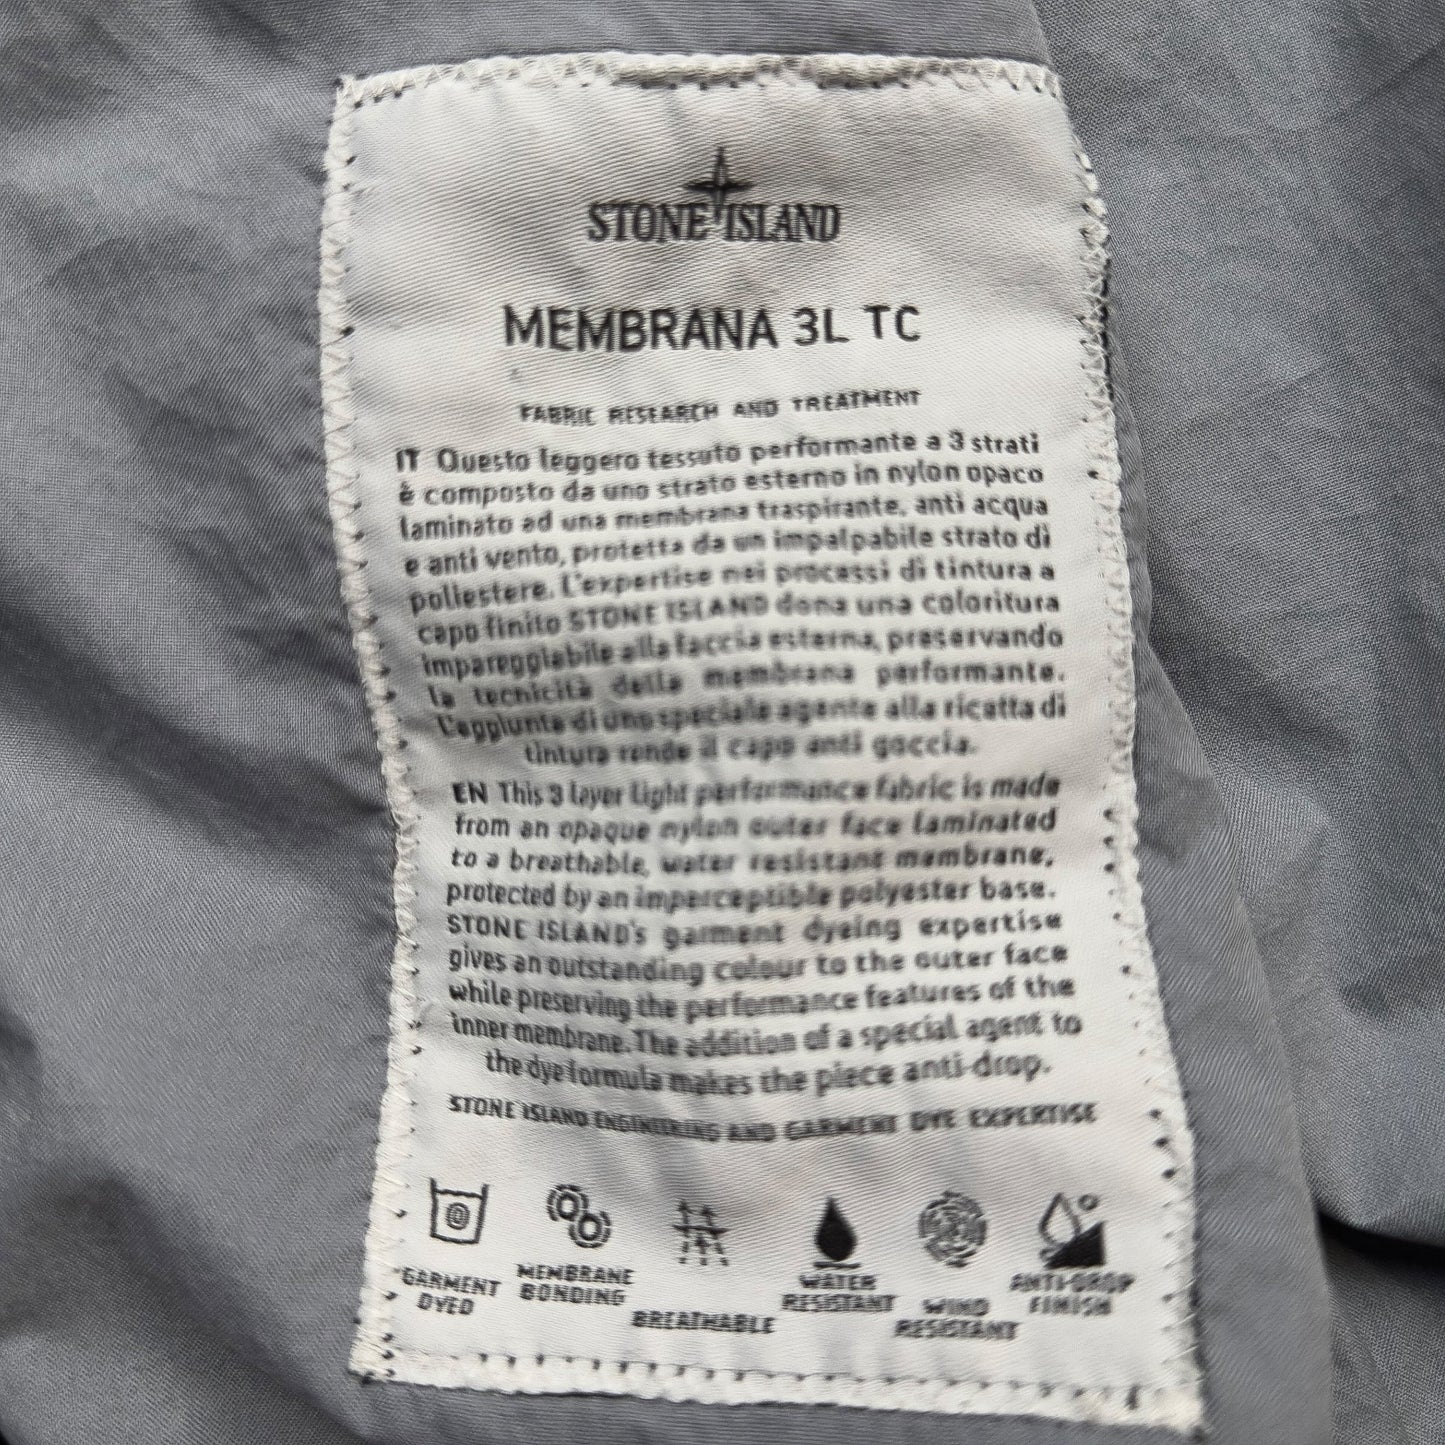 STONE ISLAND
MEMBRANA 3L TC
FABRIC RESEARCH AND TREATMENT
IT Questo leggero tessuto performante a 3 strati
è composto da uno strato esterno in nylon opaco
laminato ad una membrana traspirante, anti acqua
e anti vento, protetta da un impalpabile strato di
poliestere. L'expertise nei processi di tintura a
capo finito STONE ISLAND dona una coloritura
impareggiabile alla faccia esterna, preservando
la tecnicità della membrana performante.
L'aggiunta di uno speciale agente alla ricetta di
tintura rende il capo anti goccia.
EN This 3 layer light performance fabric is made
from an opaque nylon outer face laminated
to a breathable, water resistant membrane,
protected by an imperceptible polyester base.
STONE ISLAND's garment dyeing expertise
gives an outstanding colour to the outer face
while preserving the performance features of the
inner membrane. The addition of a special agent to
the dye formula makes the piece anti-drop.
STONE ISLAND ENGINEERING AND GARMENT DYE EXPERTISE
GARMENT
DYED
MEMBRANE
BONDING
BREATHABLE
WATER
RESISTANT
WIND
RESISTANT
ANTI-DROP
FINISH